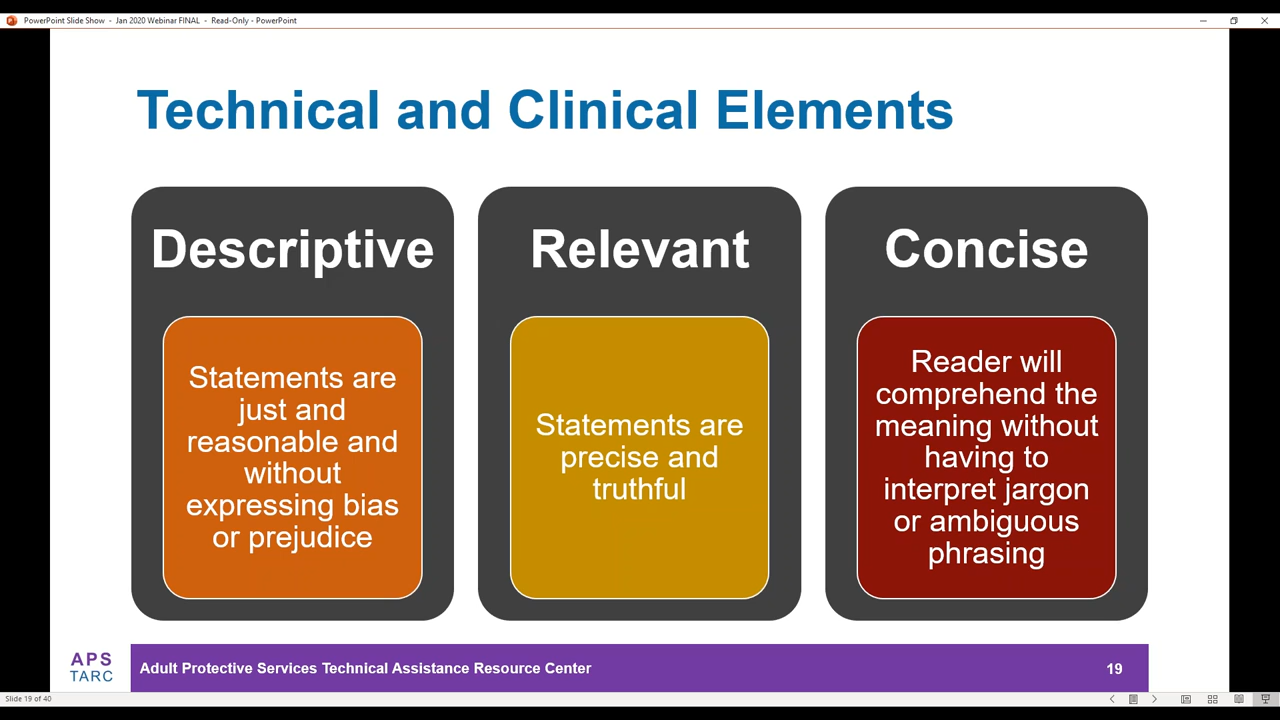 PowerPoint Slide Show - Jan 2020 Webinar FINAL - Read-Only - PowerPoint
Technical and Clinical Elements
Descriptive
Statements are
just and
reasonable and
without
expressing bias
or prejudice
Relevant
Statements are
precise and
truthful
Concise
Reader will
comprehend the
meaning without
having to
interpret jargon
or ambiguous
phrasing
APS
TARC
Adult Protective Services Technical Assistance Resource Center
19
Slide 19 of 40